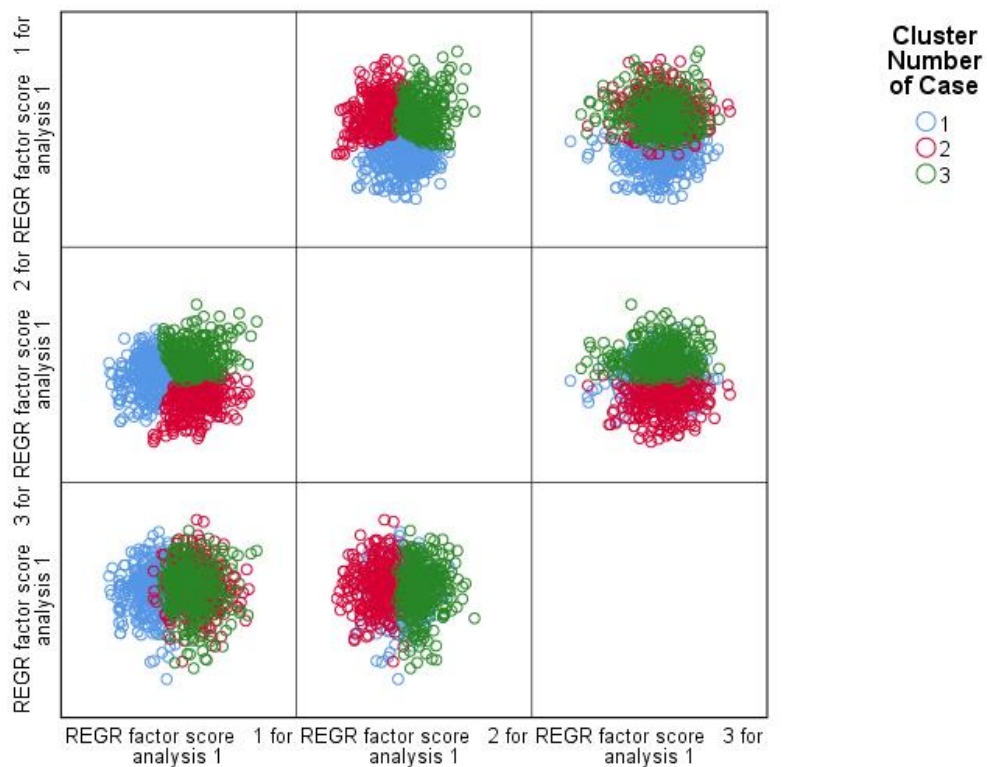 REGR factor score 1 for
analysis 1
REGR factor score 2 for
analysis 1
REGR factor score 3 for
analysis 1
REGR factor score 1 for
analysis 1
REGR factor score 2 for
analysis 1
REGR factor score 3 for
analysis 1
Cluster
Number
of Case
1
2
3